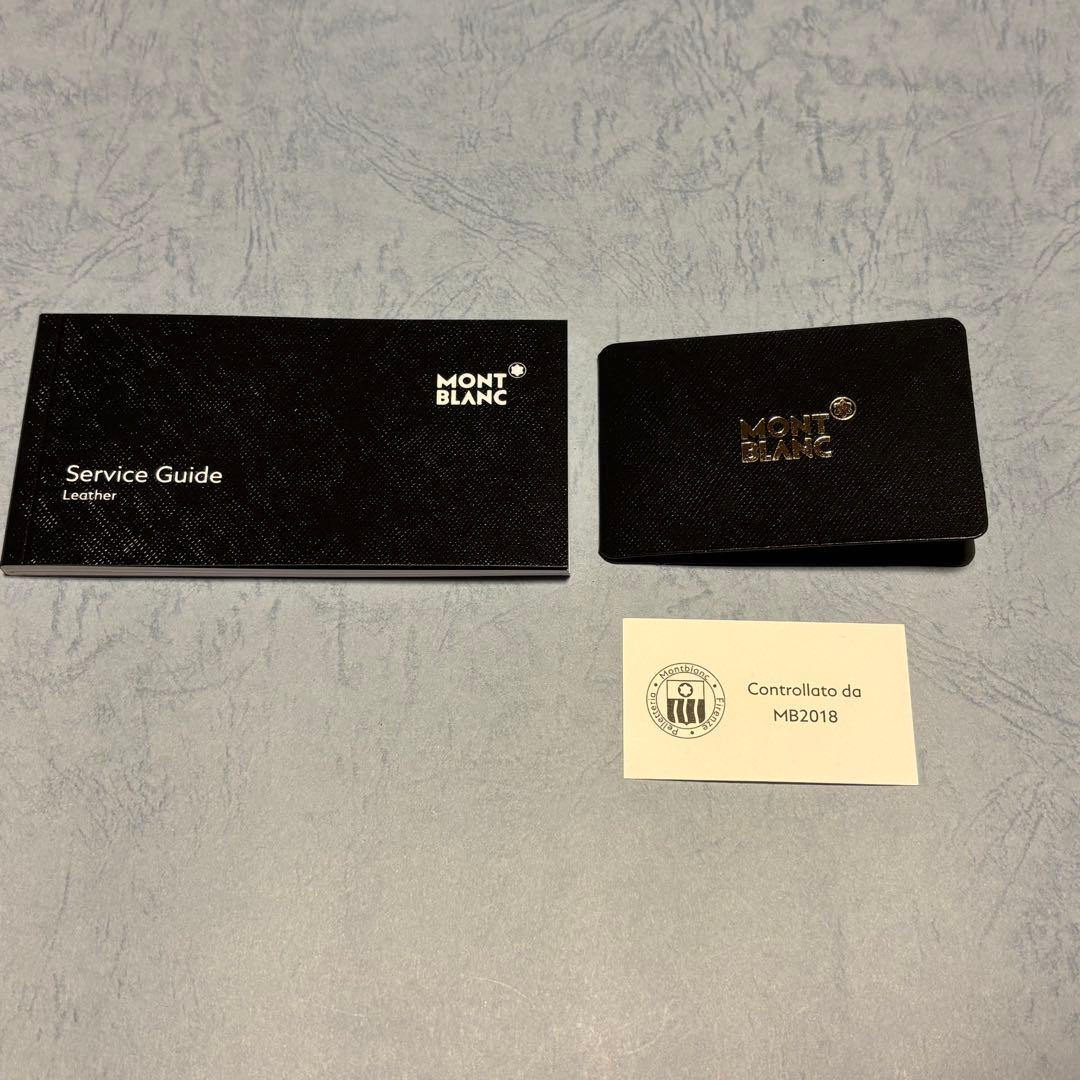 MONT
BLANC
Service Guide
Leather
MONT
BLANC
Montblanc
Firenze
Pelletteria
Controllato da
MB2018